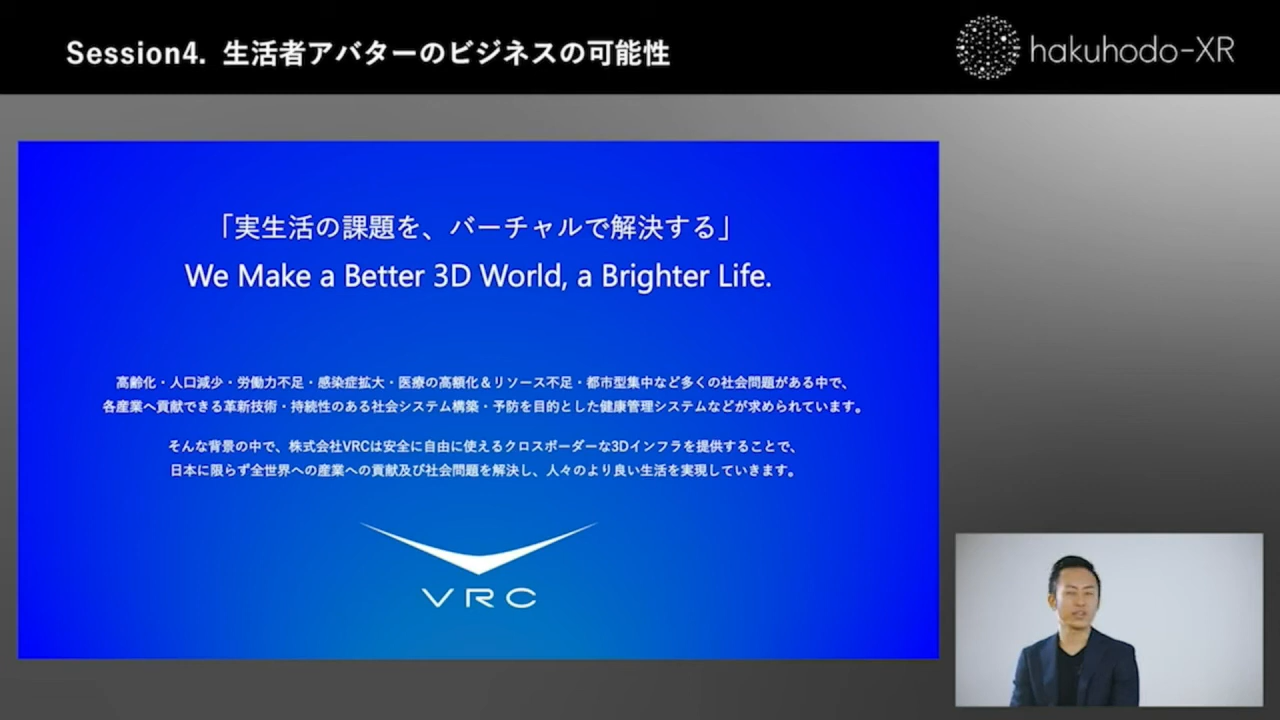 Session4. 生活者アバターのビジネスの可能性
hakuhodo-XR
「実生活の課題を、バーチャルで解決する」
We Make a Better 3D World, a Brighter Life.
高齢化・人口減少・労働力不足・感染症拡大・医療の高額化＆リソース不足・都市型集中など多くの社会問題がある中で、
各産業へ貢献できる革新技術・持続性のある社会システム構築・予防を目的とした健康管理システムなどが求められています。
そんな背景の中で、株式会社VRCは安全に自由に使えるクロスボーダーな3Dインフラを提供することで、
日本に限らず全世界への産業への貢献及び社会問題を解決し、人々のより良い生活を実現していきます。
VRC